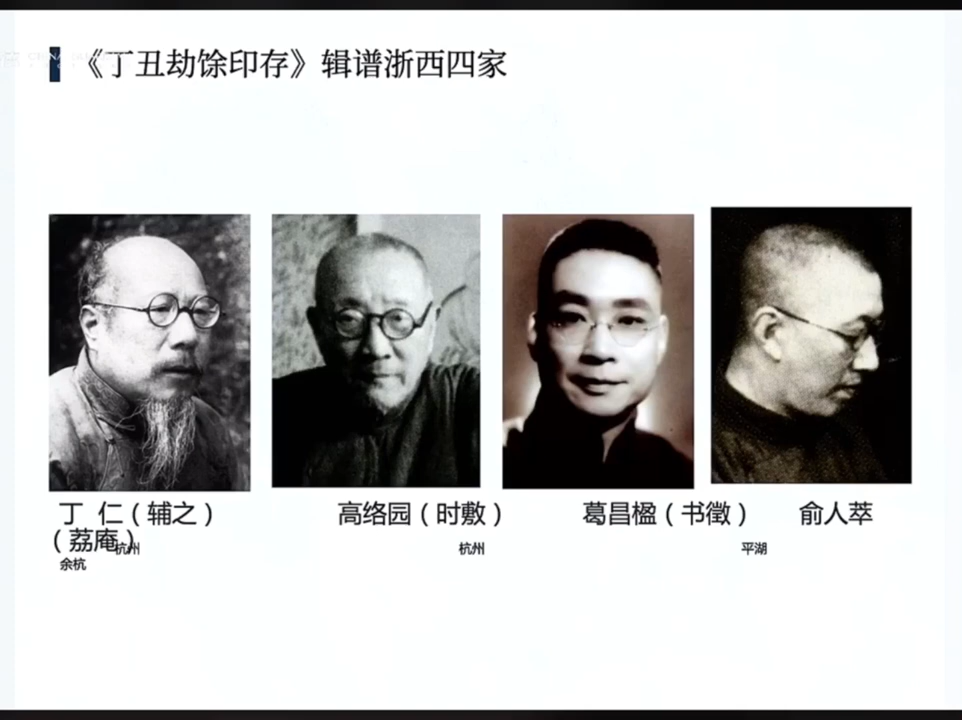 《丁丑劫馀印存》辑谱浙西四家
丁 仁（辅之） 高络园（时敷） 葛昌楹（书徵） 俞人萃
（荔庵）
杭州 杭州 平湖
余杭